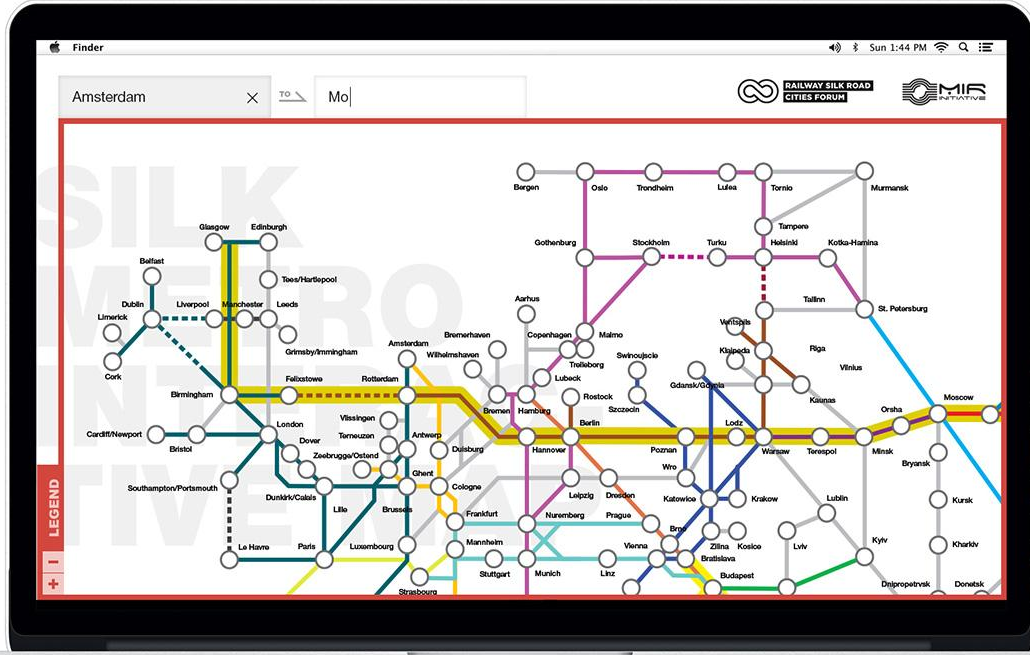 Finder
Sun 1:44 PM
Amsterdam
TO
Mo
RAILWAY SILK ROAD
CITIES FORUM
MIR
INITIATIVE
SILK
METRO
Bergen
Oslo
Trondheim
Lulea
Tornio
Murmansk
Glasgow
Edinburgh
Tampere
Gothenburg
Stockholm
Turku
Helsinki
Kotka-Hamina
Belfast
Tees/Hartlepool
Dublin
Liverpool
Manchester
Leeds
Aarhus
Tallinn
St. Petersburg
Limerick
Grimsby/Immingham
Bremerhaven
Copenhagen
Malmo
Ventspils
Amsterdam
Wilhelmshaven
Trelleborg
Swinoujscie
Klaipeda
Riga
Cork
Lubeck
Vilnius
Birmingham
Felixstowe
Rotterdam
Gdansk/Gdynia
Rostock
Kaunas
Bremen
Hamburg
Szczecin
Moscow
Vlissingen
Orsha
Cardiff/Newport
London
Berlin
Lodz
Terneuzen
Antwerp
Bristol
Dover
Duisburg
Hannover
Poznan
Warsaw
Terespol
Minsk
Zeebrugge/Ostend
Bryansk
Ghent
Wro
Southampton/Portsmouth
Dunkirk/Calais
Cologne
Leipzig
Dresden
Katowice
Krakow
Lublin
Kursk
Lille
Brussels
Frankfurt
Nuremberg
Prague
Brno
LEGEND
Le Havre
Paris
Luxembourg
Mannheim
Vienna
Zilina
Kosice
Lviv
Kyiv
Kharkiv
Stuttgart
Munich
Linz
Bratislava
Strasbourg
Budapest
Dnipropetrvsk
Donetsk